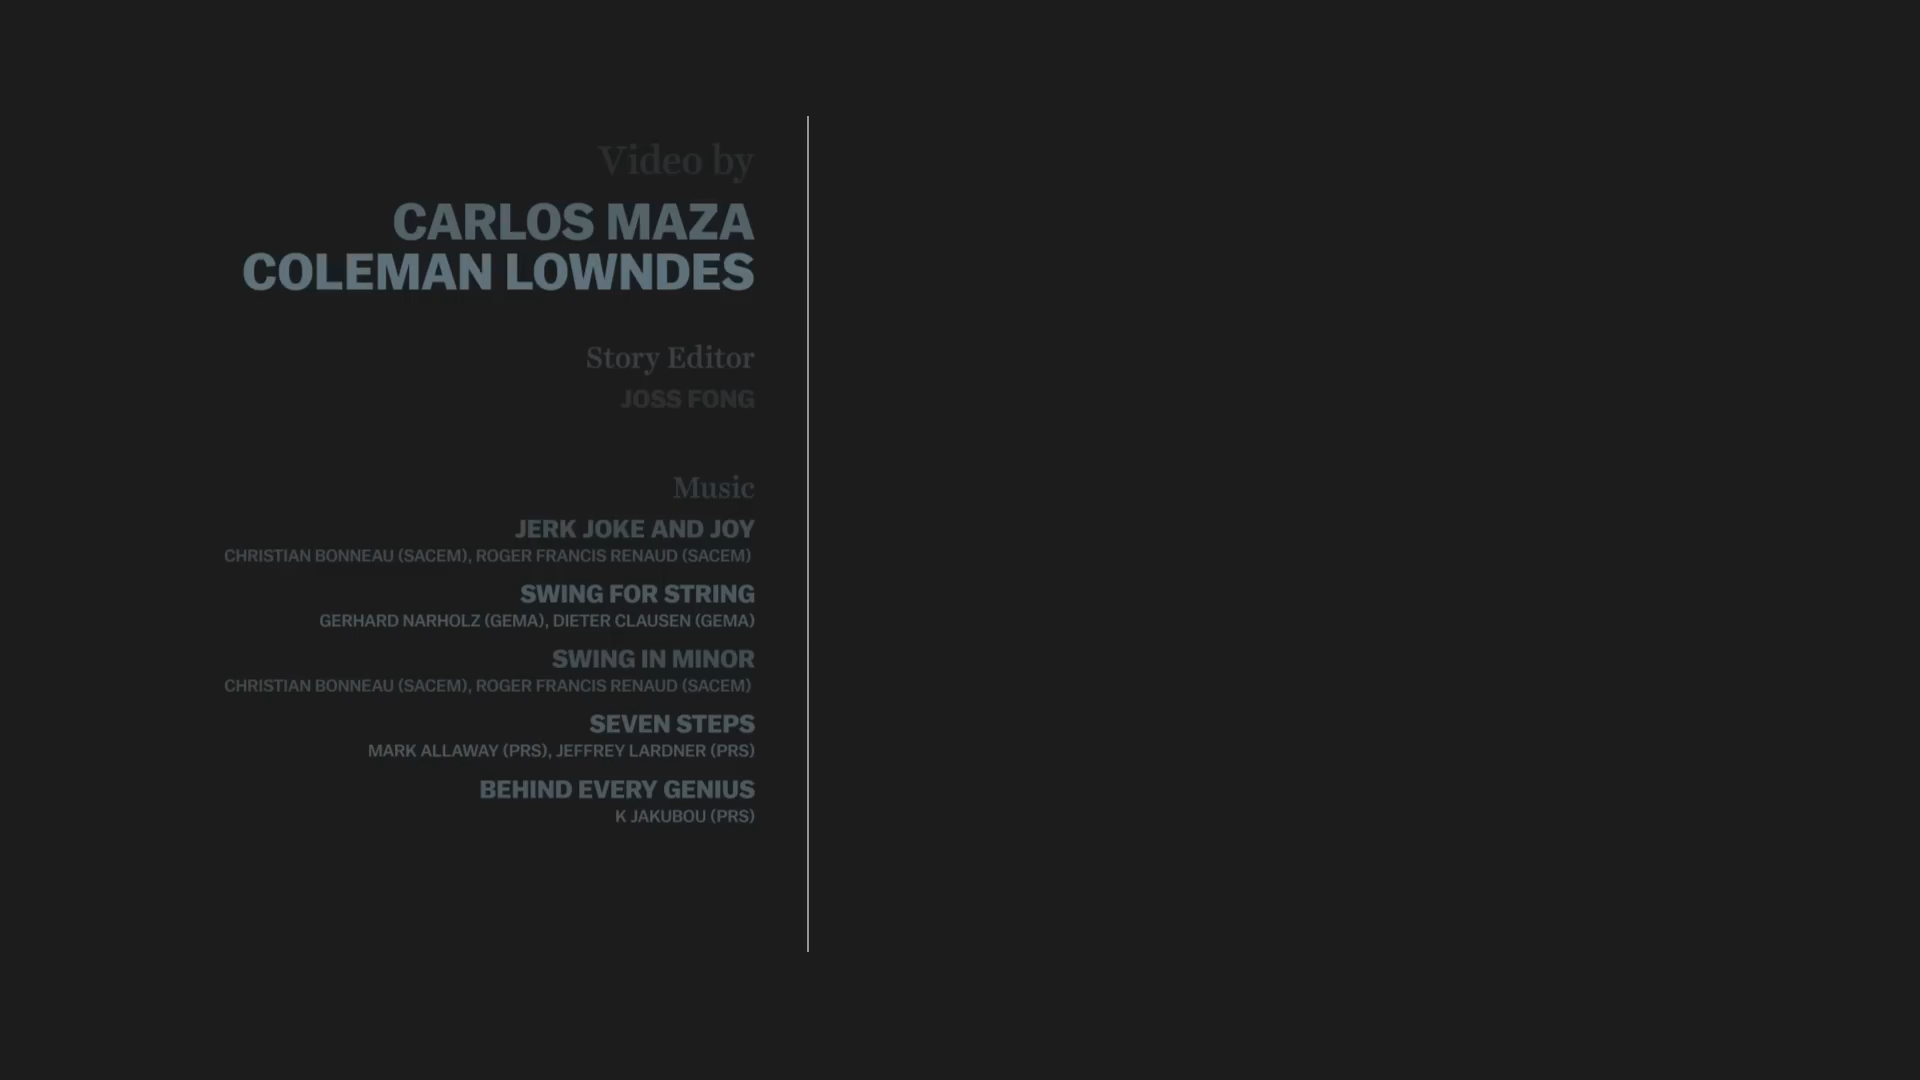 Video by
CARLOS MAZA
COLEMAN LOWNDES
Story Editor
JOSS FONG
Music
JERK JOKE AND JOY
CHRISTIAN BONNEAU (SACEM), ROGER FRANCIS RENAUD (SACEM)
SWING FOR STRING
GERHARD NARHOLZ (GEMA), DIETER CLAUSEN (GEMA)
SWING IN MINOR
CHRISTIAN BONNEAU (SACEM), ROGER FRANCIS RENAUD (SACEM)
SEVEN STEPS
MARK ALLAWAY (PRS), JEFFREY LARDNER (PRS)
BEHIND EVERY GENIUS
K JAKUBOU (PRS)